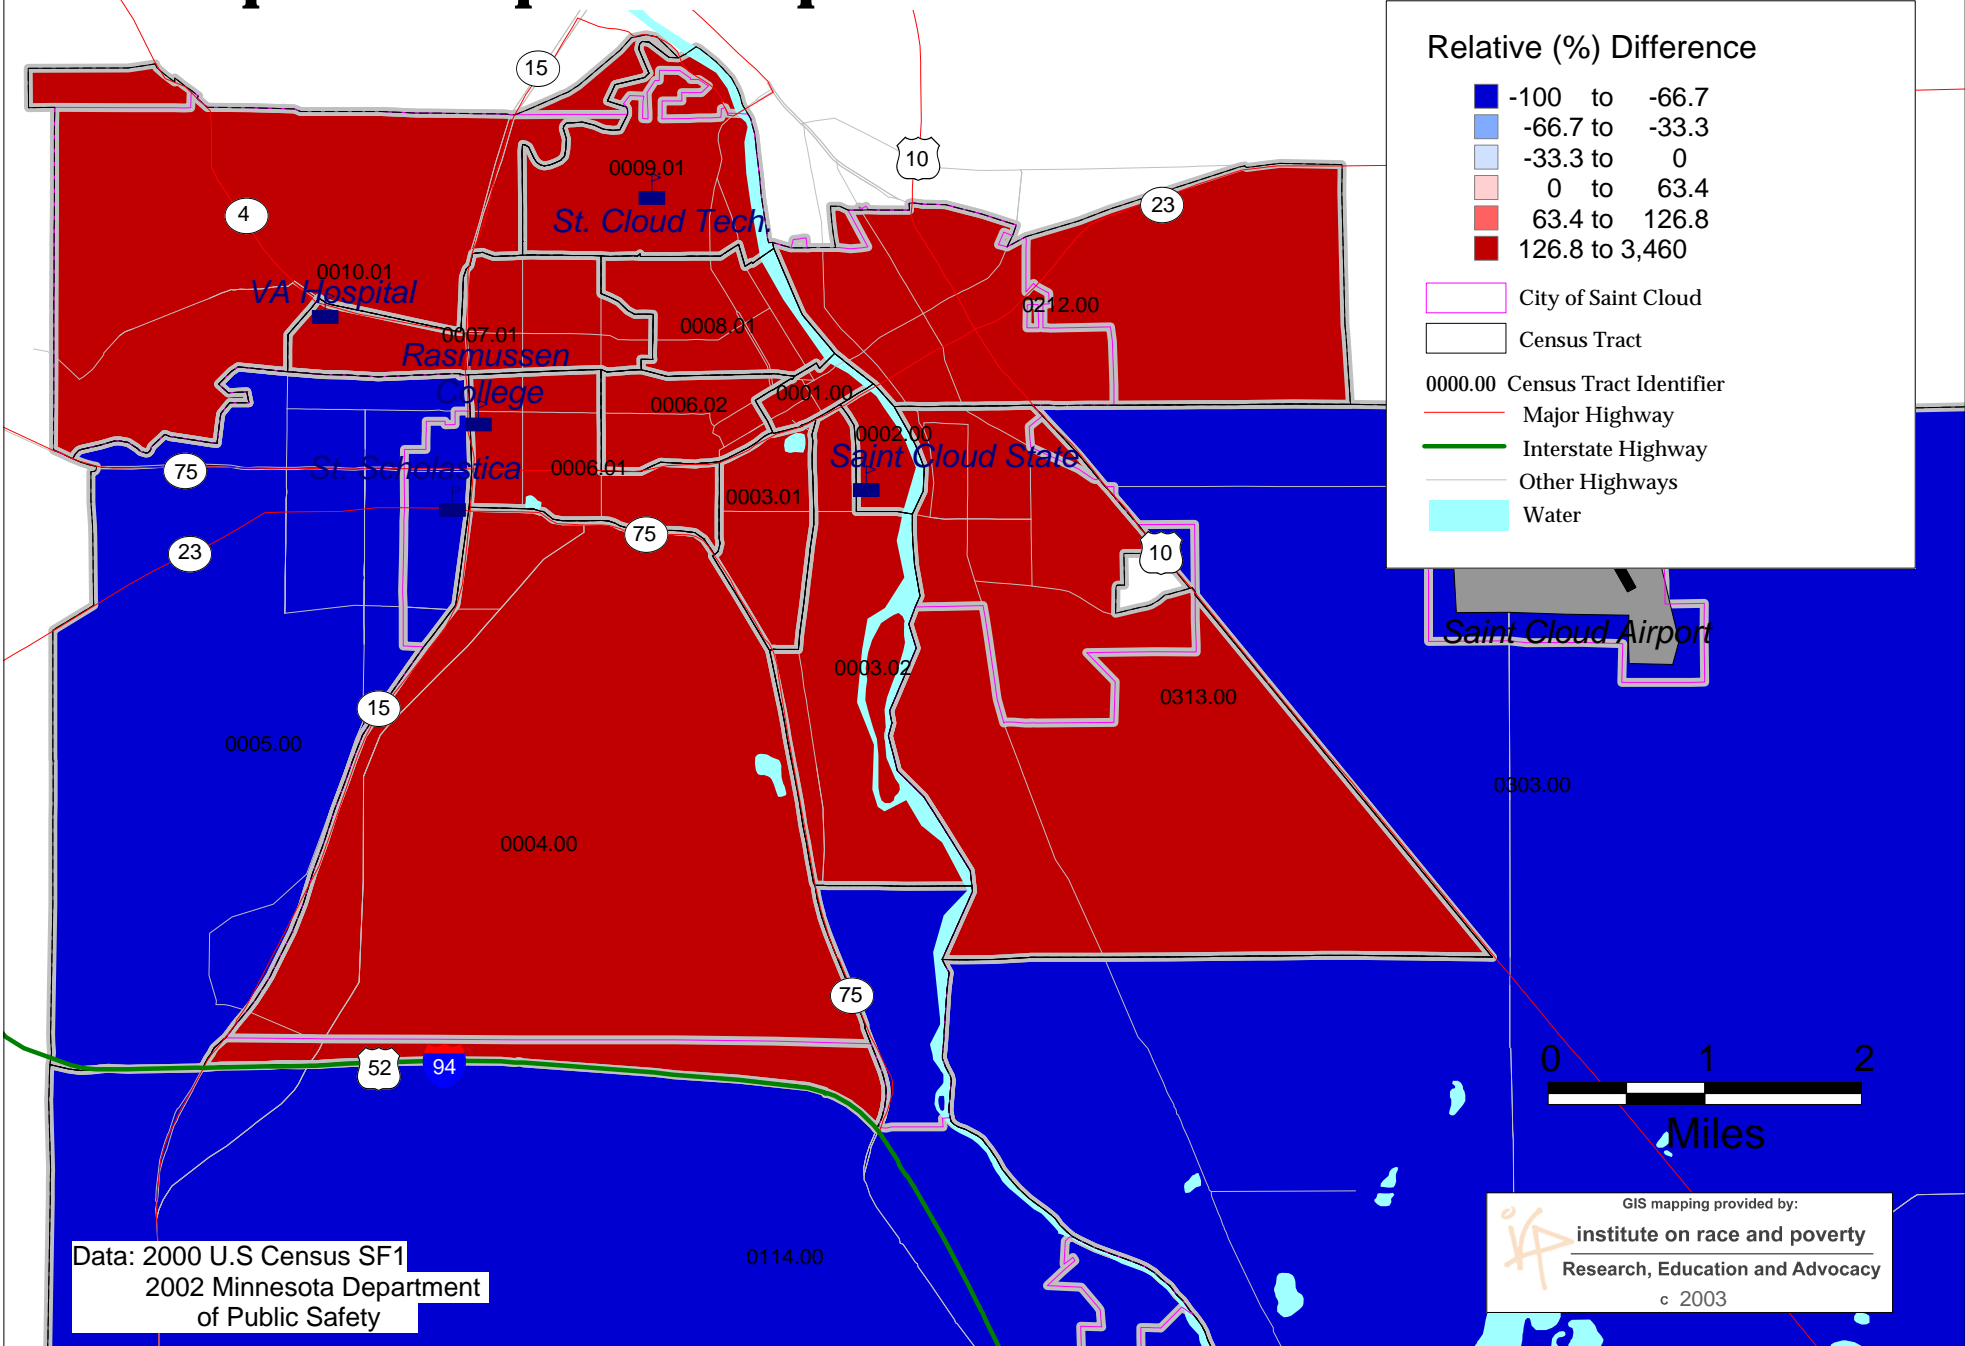 Relative (%) Difference
-100 to -66.7
-66.7 to -33.3
-33.3 to 0
0 to 63.4
63.4 to 126.8
126.8 to 3,460
City of Saint Cloud
Census Tract
0000.00 Census Tract Identifier
Major Highway
Interstate Highway
Other Highways
Water
15
10
0009.01
23
4
St. Cloud Tech.
0010.01
VA Hospital
0212.00
0008.01
0007.01
Rasmussen
College
0001.00
0006.02
0002.00
Saint Cloud State
75
St. Scholastica
0006.01
0003.01
75
23
10
Saint Cloud Airport
0003.02
0313.00
15
0005.00
0303.00
0004.00
75
52
94
0 1 2
Miles
0114.00
Data: 2000 U.S Census SF1
2002 Minnesota Department
of Public Safety
GIS mapping provided by:
institute on race and poverty
Research, Education and Advocacy
c 2003